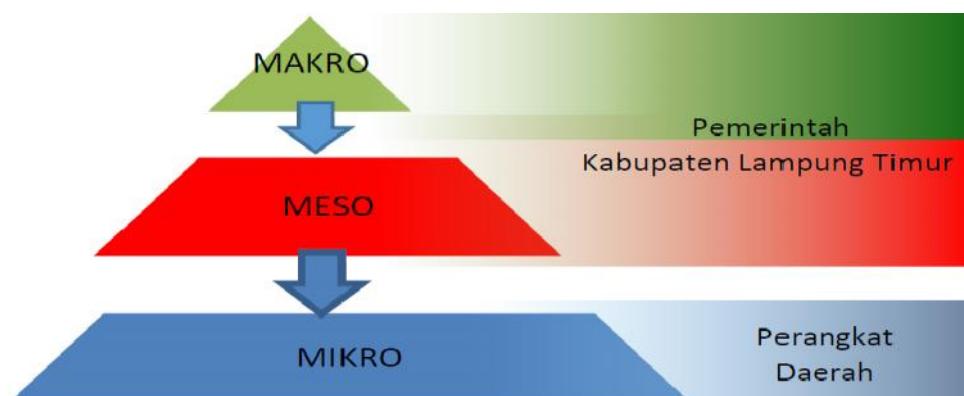 MAKRO
Pemerintah
Kabupaten Lampung Timur
MESO
MIKRO
Perangkat
Daerah